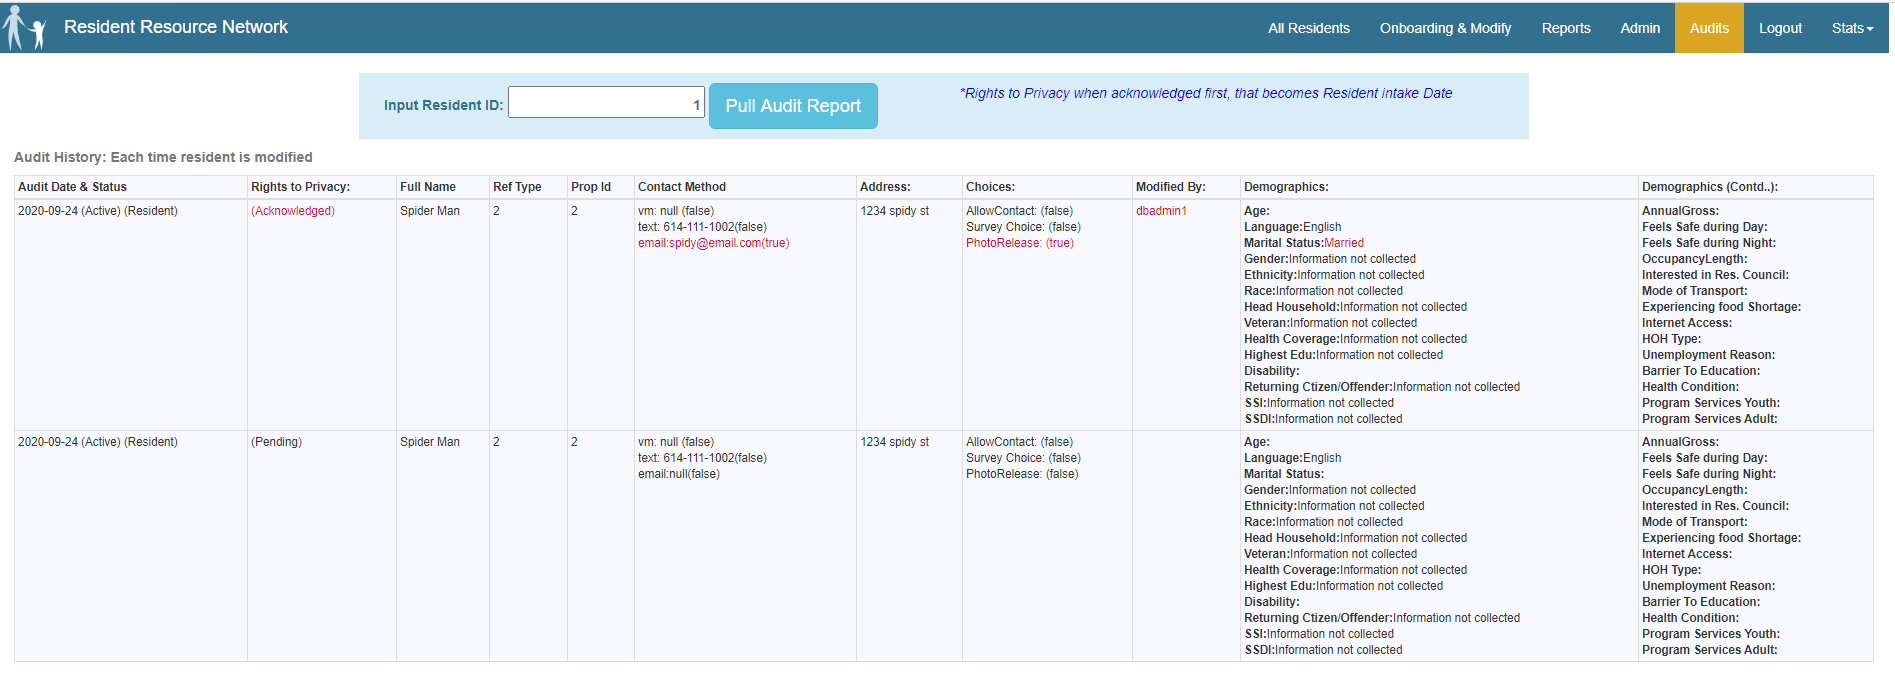 Resident Resource Network
All Residents Onboarding & Modify Reports Admin Audits Logout Stats
Input Resident ID: 1 Pull Audit Report
*Rights to Privacy when acknowledged first, that becomes Resident intake Date
Audit History: Each time resident is modified
Audit Date & Status Rights to Privacy: Full Name Ref Type Prop Id Contact Method Address: Choices: Modified By: Demographics: Demographics (Contd..):
2020-09-24 (Active) (Resident) (Acknowledged) Spider Man 2 2 vm: null (false) 1234 spidy st AllowContact: (false) dbadmin1 Age: AnnualGross:
text: 614-111-1002(false) Survey Choice: (false) Language:English Feels Safe during Day:
email:spidy@email.com(true) PhotoRelease: (true) Marital Status:Married Feels Safe during Night:
Gender:Information not collected OccupancyLength:
Ethnicity:Information not collected Interested in Res. Council:
Race:Information not collected Mode of Transport:
Head Household:Information not collected Experiencing food Shortage:
Veteran:Information not collected Internet Access:
Health Coverage:Information not collected HOH Type:
Highest Edu:Information not collected Unemployment Reason:
Disability: Barrier To Education:
Returning Ctizen/Offender:Information not collected Health Condition:
SSI:Information not collected Program Services Youth:
SSDI:Information not collected Program Services Adult:
2020-09-24 (Active) (Resident) (Pending) Spider Man 2 2 vm: null (false) 1234 spidy st AllowContact: (false) Age: AnnualGross:
text: 614-111-1002(false) Survey Choice: (false) Language:English Feels Safe during Day:
email:null(false) PhotoRelease: (false) Marital Status: Feels Safe during Night:
Gender:Information not collected OccupancyLength:
Ethnicity:Information not collected Interested in Res. Council:
Race:Information not collected Mode of Transport:
Head Household:Information not collected Experiencing food Shortage:
Veteran:Information not collected Internet Access:
Health Coverage:Information not collected HOH Type:
Highest Edu:Information not collected Unemployment Reason:
Disability: Barrier To Education:
Returning Ctizen/Offender:Information not collected Health Condition:
SSI:Information not collected Program Services Youth:
SSDI:Information not collected Program Services Adult: